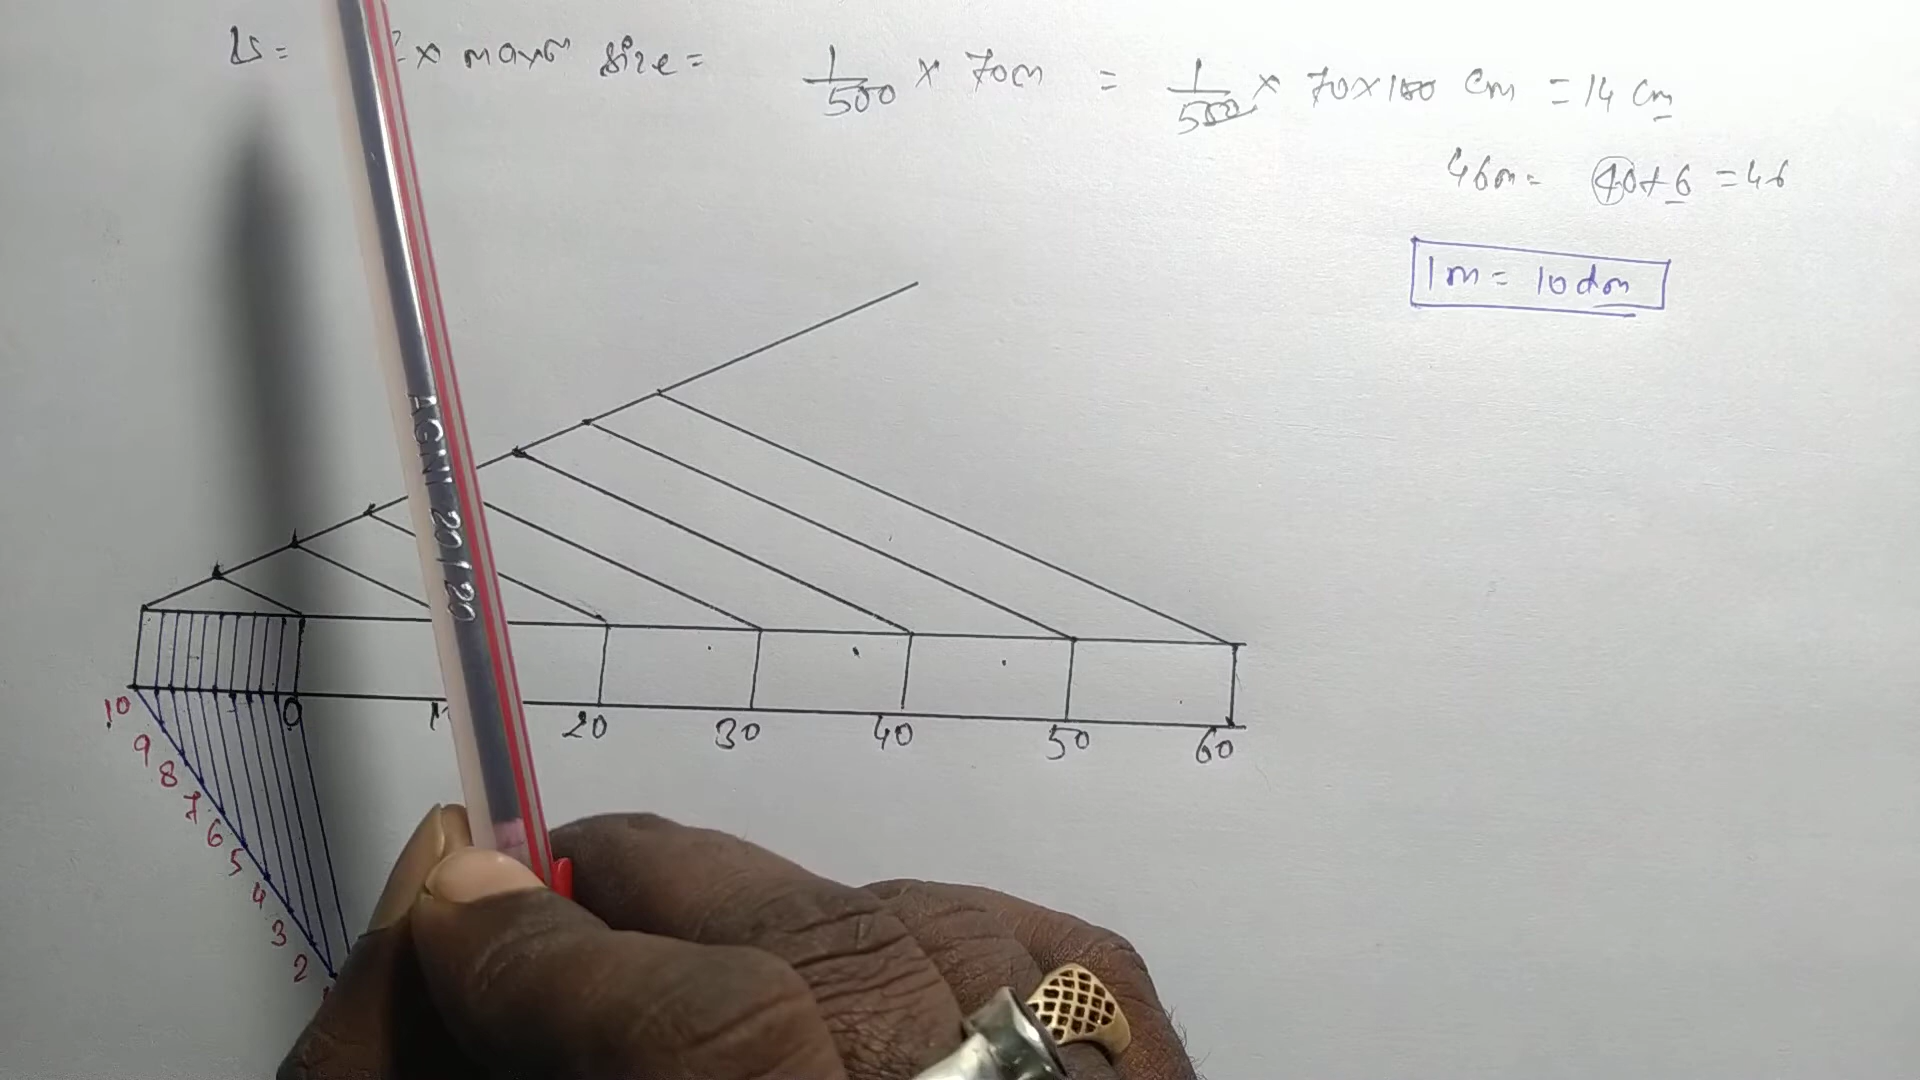 LS = × maxm size = 1/500 × 70m = 1/500 × 70×100 cm = 14 cm
46m = 40+6 = 46
1m = 10dm
AGNI 20/20
10 0 20 30 40 50 60
9
8
7
6
5
4
3
2